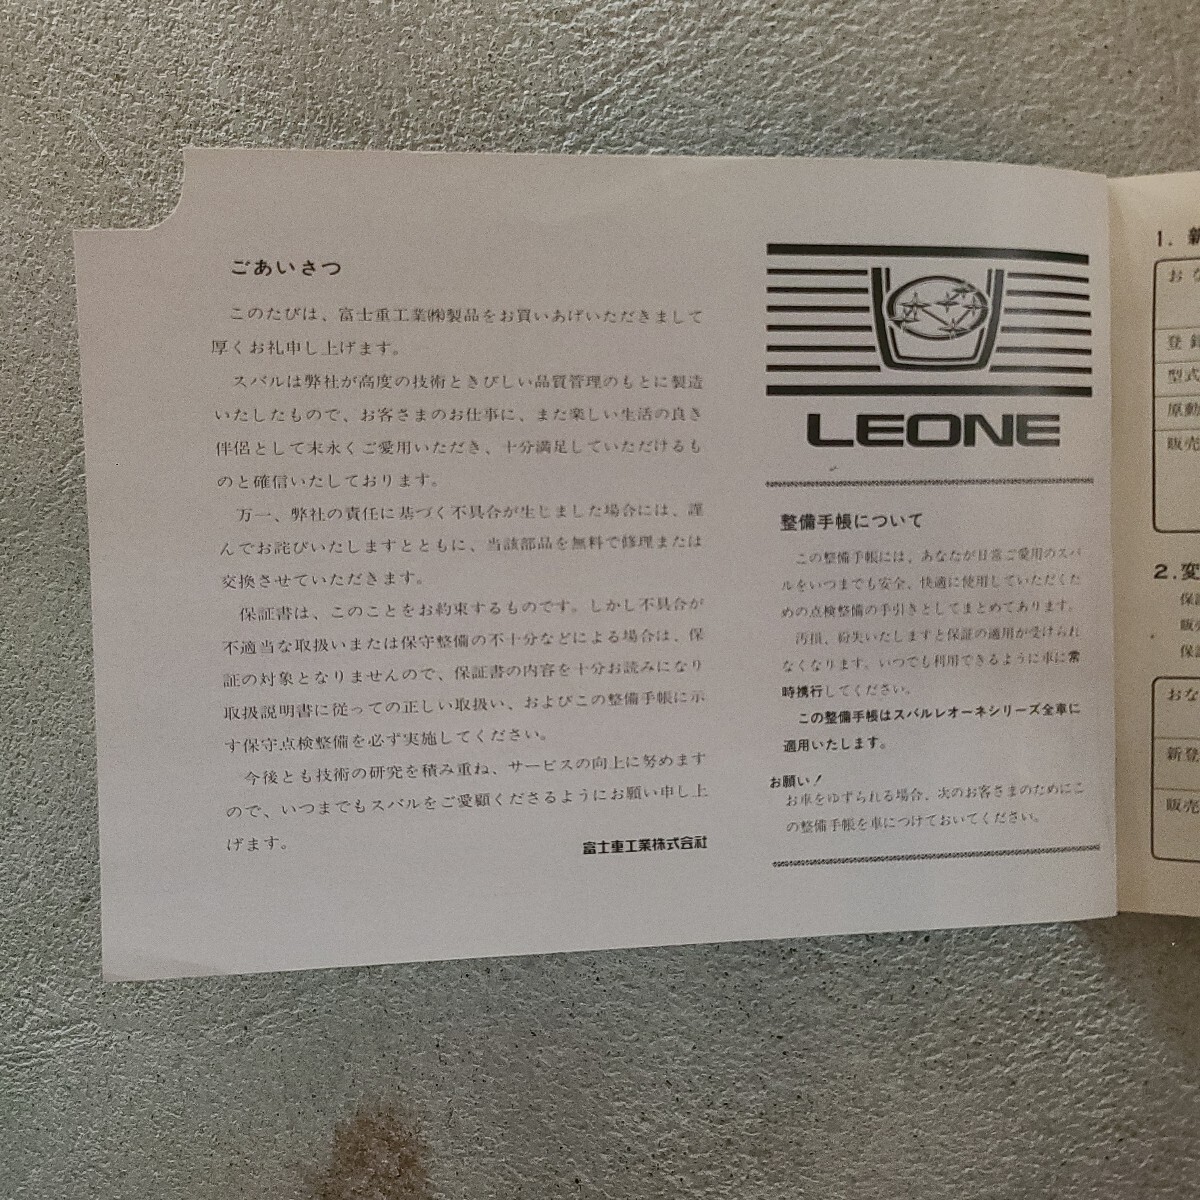 ごあいさつ
このたびは、富士重工業㈱製品をお買いあげいただきまして
厚くお礼申し上げます。
スバルは弊社が高度の技術ときびしい品質管理のもとに製造
いたしたもので、お客さまのお仕事に、また楽しい生活の良き
伴侶として末永くご愛用いただき、十分満足していただけるも
のと確信いたしております。
万一、弊社の責任に基づく不具合が生じました場合には、謹
んでお詫びいたしますとともに、当該部品を無料で修理または
交換させていただきます。
保証書は、このことをお約束するものです。しかし不具合が
不適当な取扱いまたは保守整備の不十分などによる場合は、保
証の対象となりませんので、保証書の内容を十分お読みになり
取扱説明書に従っての正しい取扱い、およびこの整備手帳に示
す保守点検整備を必ず実施してください。
今後とも技術の研究を積み重ね、サービスの向上に努めます
ので、いつまでもスバルをご愛顧くださるようにお願い申し上
げます。
富士重工業株式会社
LEONE
整備手帳について
この整備手帳には、あなたが日常ご愛用のスバ
ルをいつまでも安全、快適に使用していただくた
めの点検整備の手引きとしてまとめてあります。
汚損、紛失いたしますと保証の適用が受けられ
なくなります。いつでも利用できるように車に常
時携行してください。
この整備手帳はスバルレオーネシリーズ全車に
適用いたします。
お願い!
お車をゆずられる場合、次のお客さまのためにこ
の整備手帳を車につけておいてください。
1. 新
おな
登録
型式
原動
販売
2. 変
保証
販売
保証
おな
新登
販売